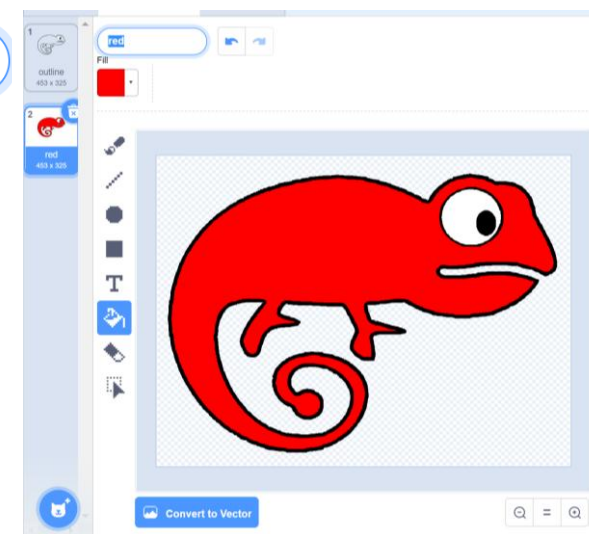 1
outline
453 x 325
2
red
453 x 325
red
Fill
T
Convert to Vector